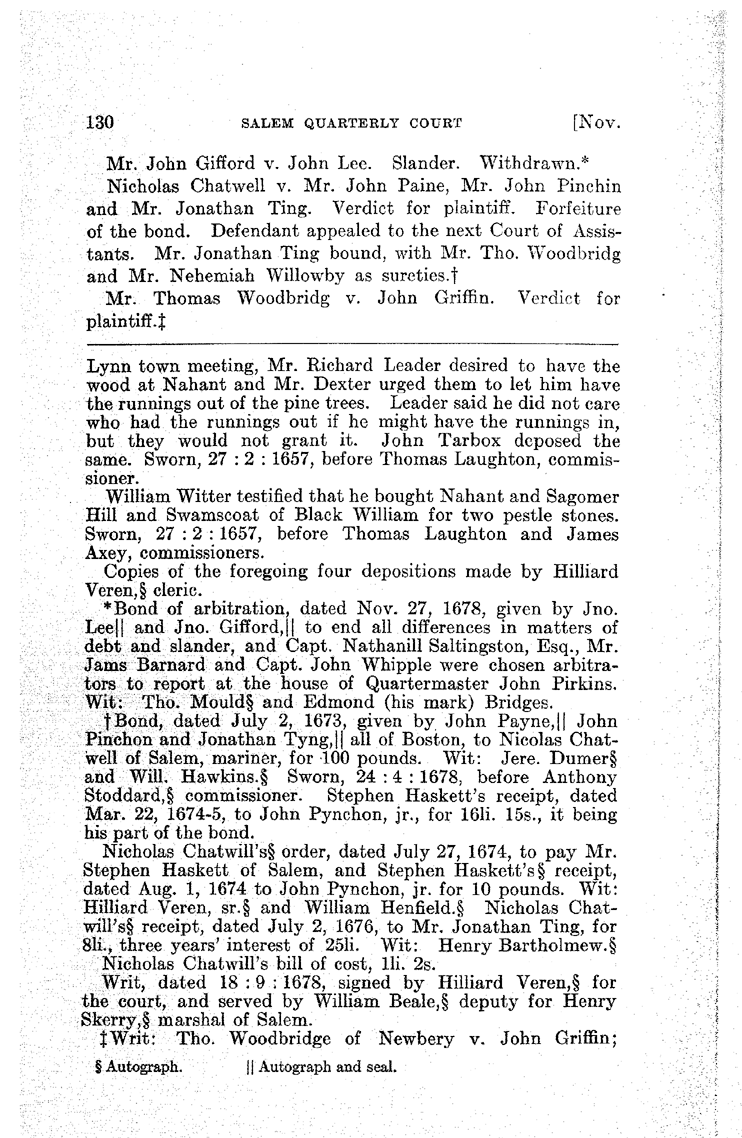 130 SALEM QUARTERLY COURT [Nov.
Mr. John Gifford v. John Lee. Slander. Withdrawn.*
Nicholas Chatwell v. Mr. John Paine, Mr. John Pinchin
and Mr. Jonathan Ting. Verdict for plaintiff. Forfeiture
of the bond. Defendant appealed to the next Court of Assis-
tants. Mr. Jonathan Ting bound, with Mr. Tho. Woodbridg
and Mr. Nehemiah Willowby as sureties.†
Mr. Thomas Woodbridg v. John Griffin. Verdict for
plaintiff.‡
Lynn town meeting, Mr. Richard Leader desired to have the
wood at Nahant and Mr. Dexter urged them to let him have
the runnings out of the pine trees. Leader said he did not care
who had the runnings out if he might have the runnings in,
but they would not grant it. John Tarbox deposed the
same. Sworn, 27 : 2 : 1657, before Thomas Laughton, commis-
sioner.
William Witter testified that he bought Nahant and Sagomer
Hill and Swamscoat of Black William for two pestle stones.
Sworn, 27 : 2 : 1657, before Thomas Laughton and James
Axey, commissioners.
Copies of the foregoing four depositions made by Hilliard
Veren,§ cleric.
*Bond of arbitration, dated Nov. 27, 1678, given by Jno.
Lee|| and Jno. Gifford,|| to end all differences in matters of
debt and slander, and Capt. Nathanill Saltingston, Esq., Mr.
Jams Barnard and Capt. John Whipple were chosen arbitra-
tors to report at the house of Quartermaster John Pirkins.
Wit: Tho. Mould§ and Edmond (his mark) Bridges.
†Bond, dated July 2, 1673, given by John Payne,|| John
Pinchon and Jonathan Tyng,|| all of Boston, to Nicolas Chat-
well of Salem, mariner, for 100 pounds. Wit: Jere. Dumer§
and Will. Hawkins.§ Sworn, 24 : 4 : 1678, before Anthony
Stoddard,§ commissioner. Stephen Haskett's receipt, dated
Mar. 22, 1674-5, to John Pynchon, jr., for 16li. 15s., it being
his part of the bond.
Nicholas Chatwill's§ order, dated July 27, 1674, to pay Mr.
Stephen Haskett of Salem, and Stephen Haskett's§ receipt,
dated Aug. 1, 1674 to John Pynchon, jr. for 10 pounds. Wit:
Hilliard Veren, sr.§ and William Henfield.§ Nicholas Chat-
will's§ receipt, dated July 2, 1676, to Mr. Jonathan Ting, for
8li., three years' interest of 25li. Wit: Henry Bartholmew.§
Nicholas Chatwill's bill of cost, 1li. 2s.
Writ, dated 18 : 9 : 1678, signed by Hilliard Veren,§ for
the court, and served by William Beale,§ deputy for Henry
Skerry,§ marshal of Salem.
‡Writ: Tho. Woodbridge of Newbery v. John Griffin;
§ Autograph. || Autograph and seal.